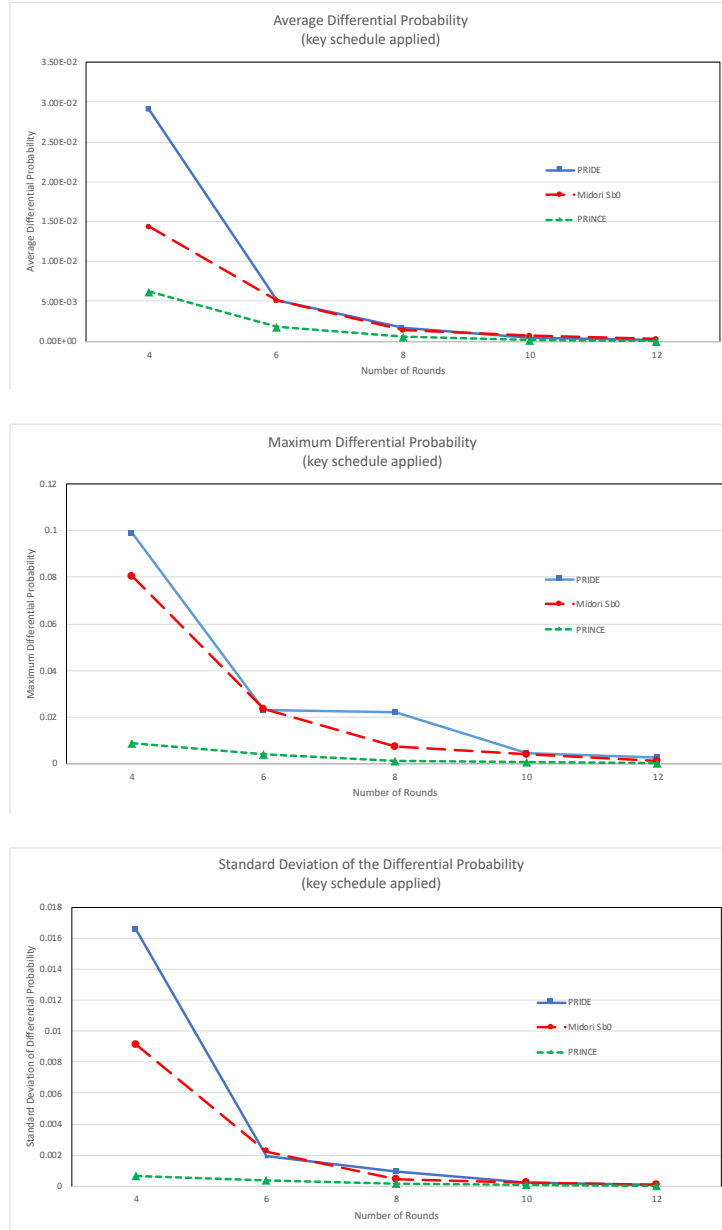 Average Differential Probability
(key schedule applied)
3.50E-02
3.00E-02
2.50E-02
2.00E-02
1.50E-02
1.00E-02
5.00E-03
0.00E+00
Average Differential Probability
PRIDE
Midori Sb0
PRINCE
4 6 8 10 12
Number of Rounds
Maximum Differential Probability
(key schedule applied)
0.12
0.1
0.08
0.06
0.04
0.02
0
Maximum Differential Probability
PRIDE
Midori Sb0
PRINCE
4 6 8 10 12
Number of Rounds
Standard Deviation of the Differential Probability
(key schedule applied)
0.018
0.016
0.014
0.012
0.01
0.008
0.006
0.004
0.002
0
Standard Deviation of Differential Probability
PRIDE
Midori Sb0
PRINCE
4 6 8 10 12
Number of Rounds